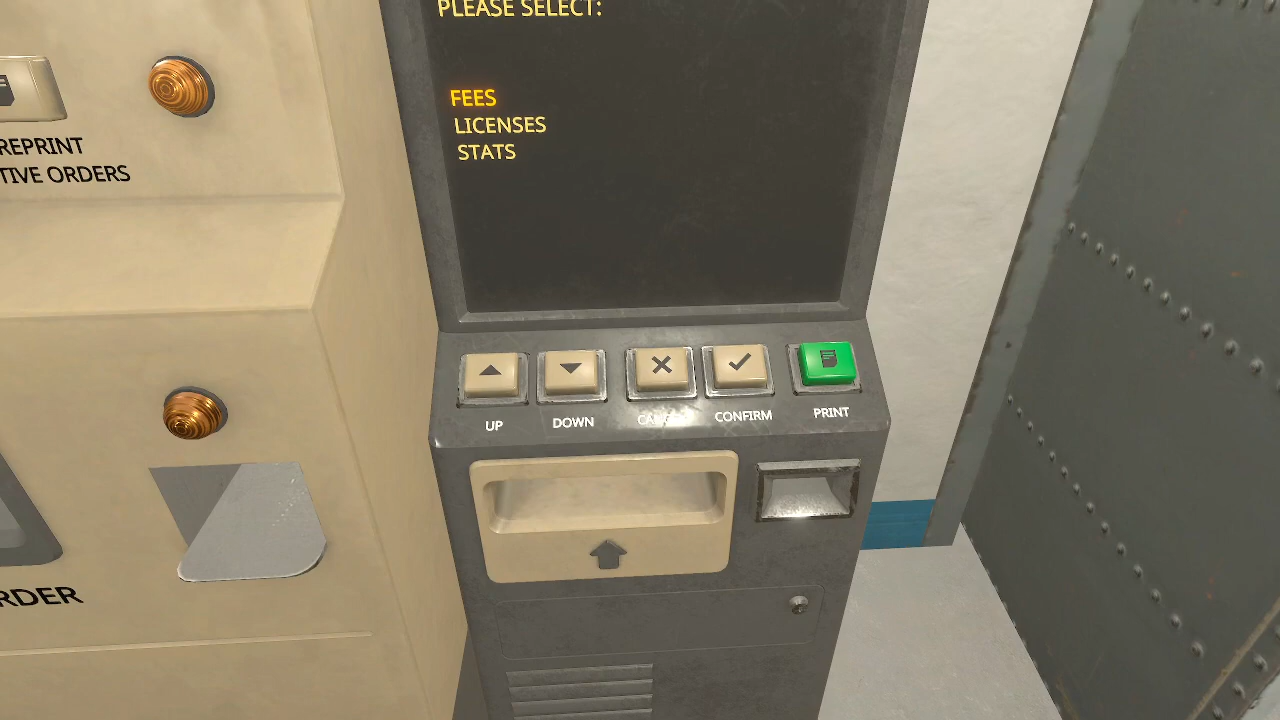 PLEASE SELECT:
FEES
LICENSES
STATS
REPRINT
TIVE ORDERS
UP
DOWN
CONFIRM
PRINT
RDER